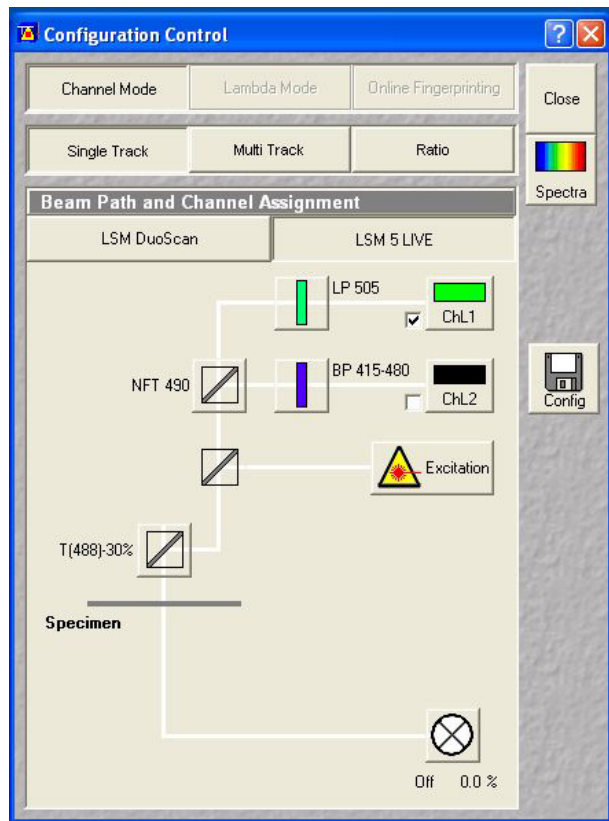 Configuration Control
Channel Mode
Lambda Mode
Online Fingerprinting
Close
Single Track
Multi Track
Ratio
Spectra
Beam Path and Channel Assignment
LSM DuoScan
LSM 5 LIVE
LP 505
ChL1
NFT 490
BP 415-480
ChL2
Config
Excitation
T(488)-30%
Specimen
Off 0.0 %